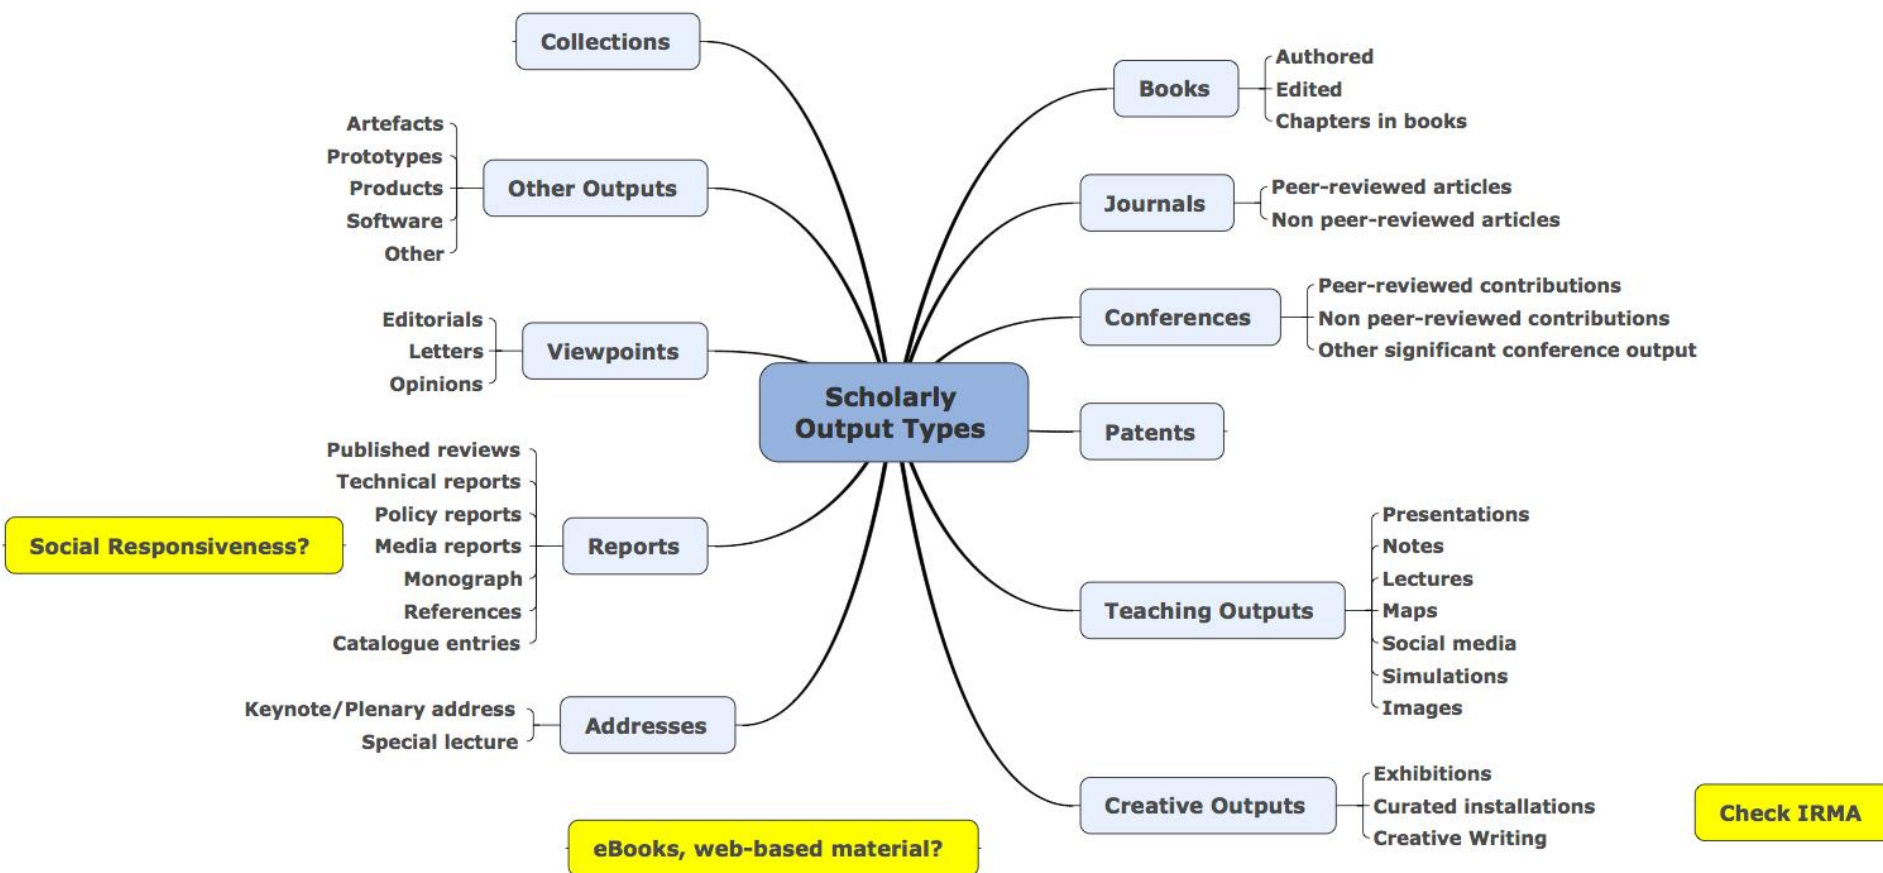 Scholarly
Output Types
Collections
Other Outputs
Artefacts
Prototypes
Products
Software
Other
Viewpoints
Editorials
Letters
Opinions
Reports
Published reviews
Technical reports
Policy reports
Media reports
Monograph
References
Catalogue entries
Social Responsiveness?
Addresses
Keynote/Plenary address
Special lecture
eBooks, web-based material?
Books
Authored
Edited
Chapters in books
Journals
Peer-reviewed articles
Non peer-reviewed articles
Conferences
Peer-reviewed contributions
Non peer-reviewed contributions
Other significant conference output
Patents
Teaching Outputs
Presentations
Notes
Lectures
Maps
Social media
Simulations
Images
Creative Outputs
Exhibitions
Curated installations
Creative Writing
Check IRMA